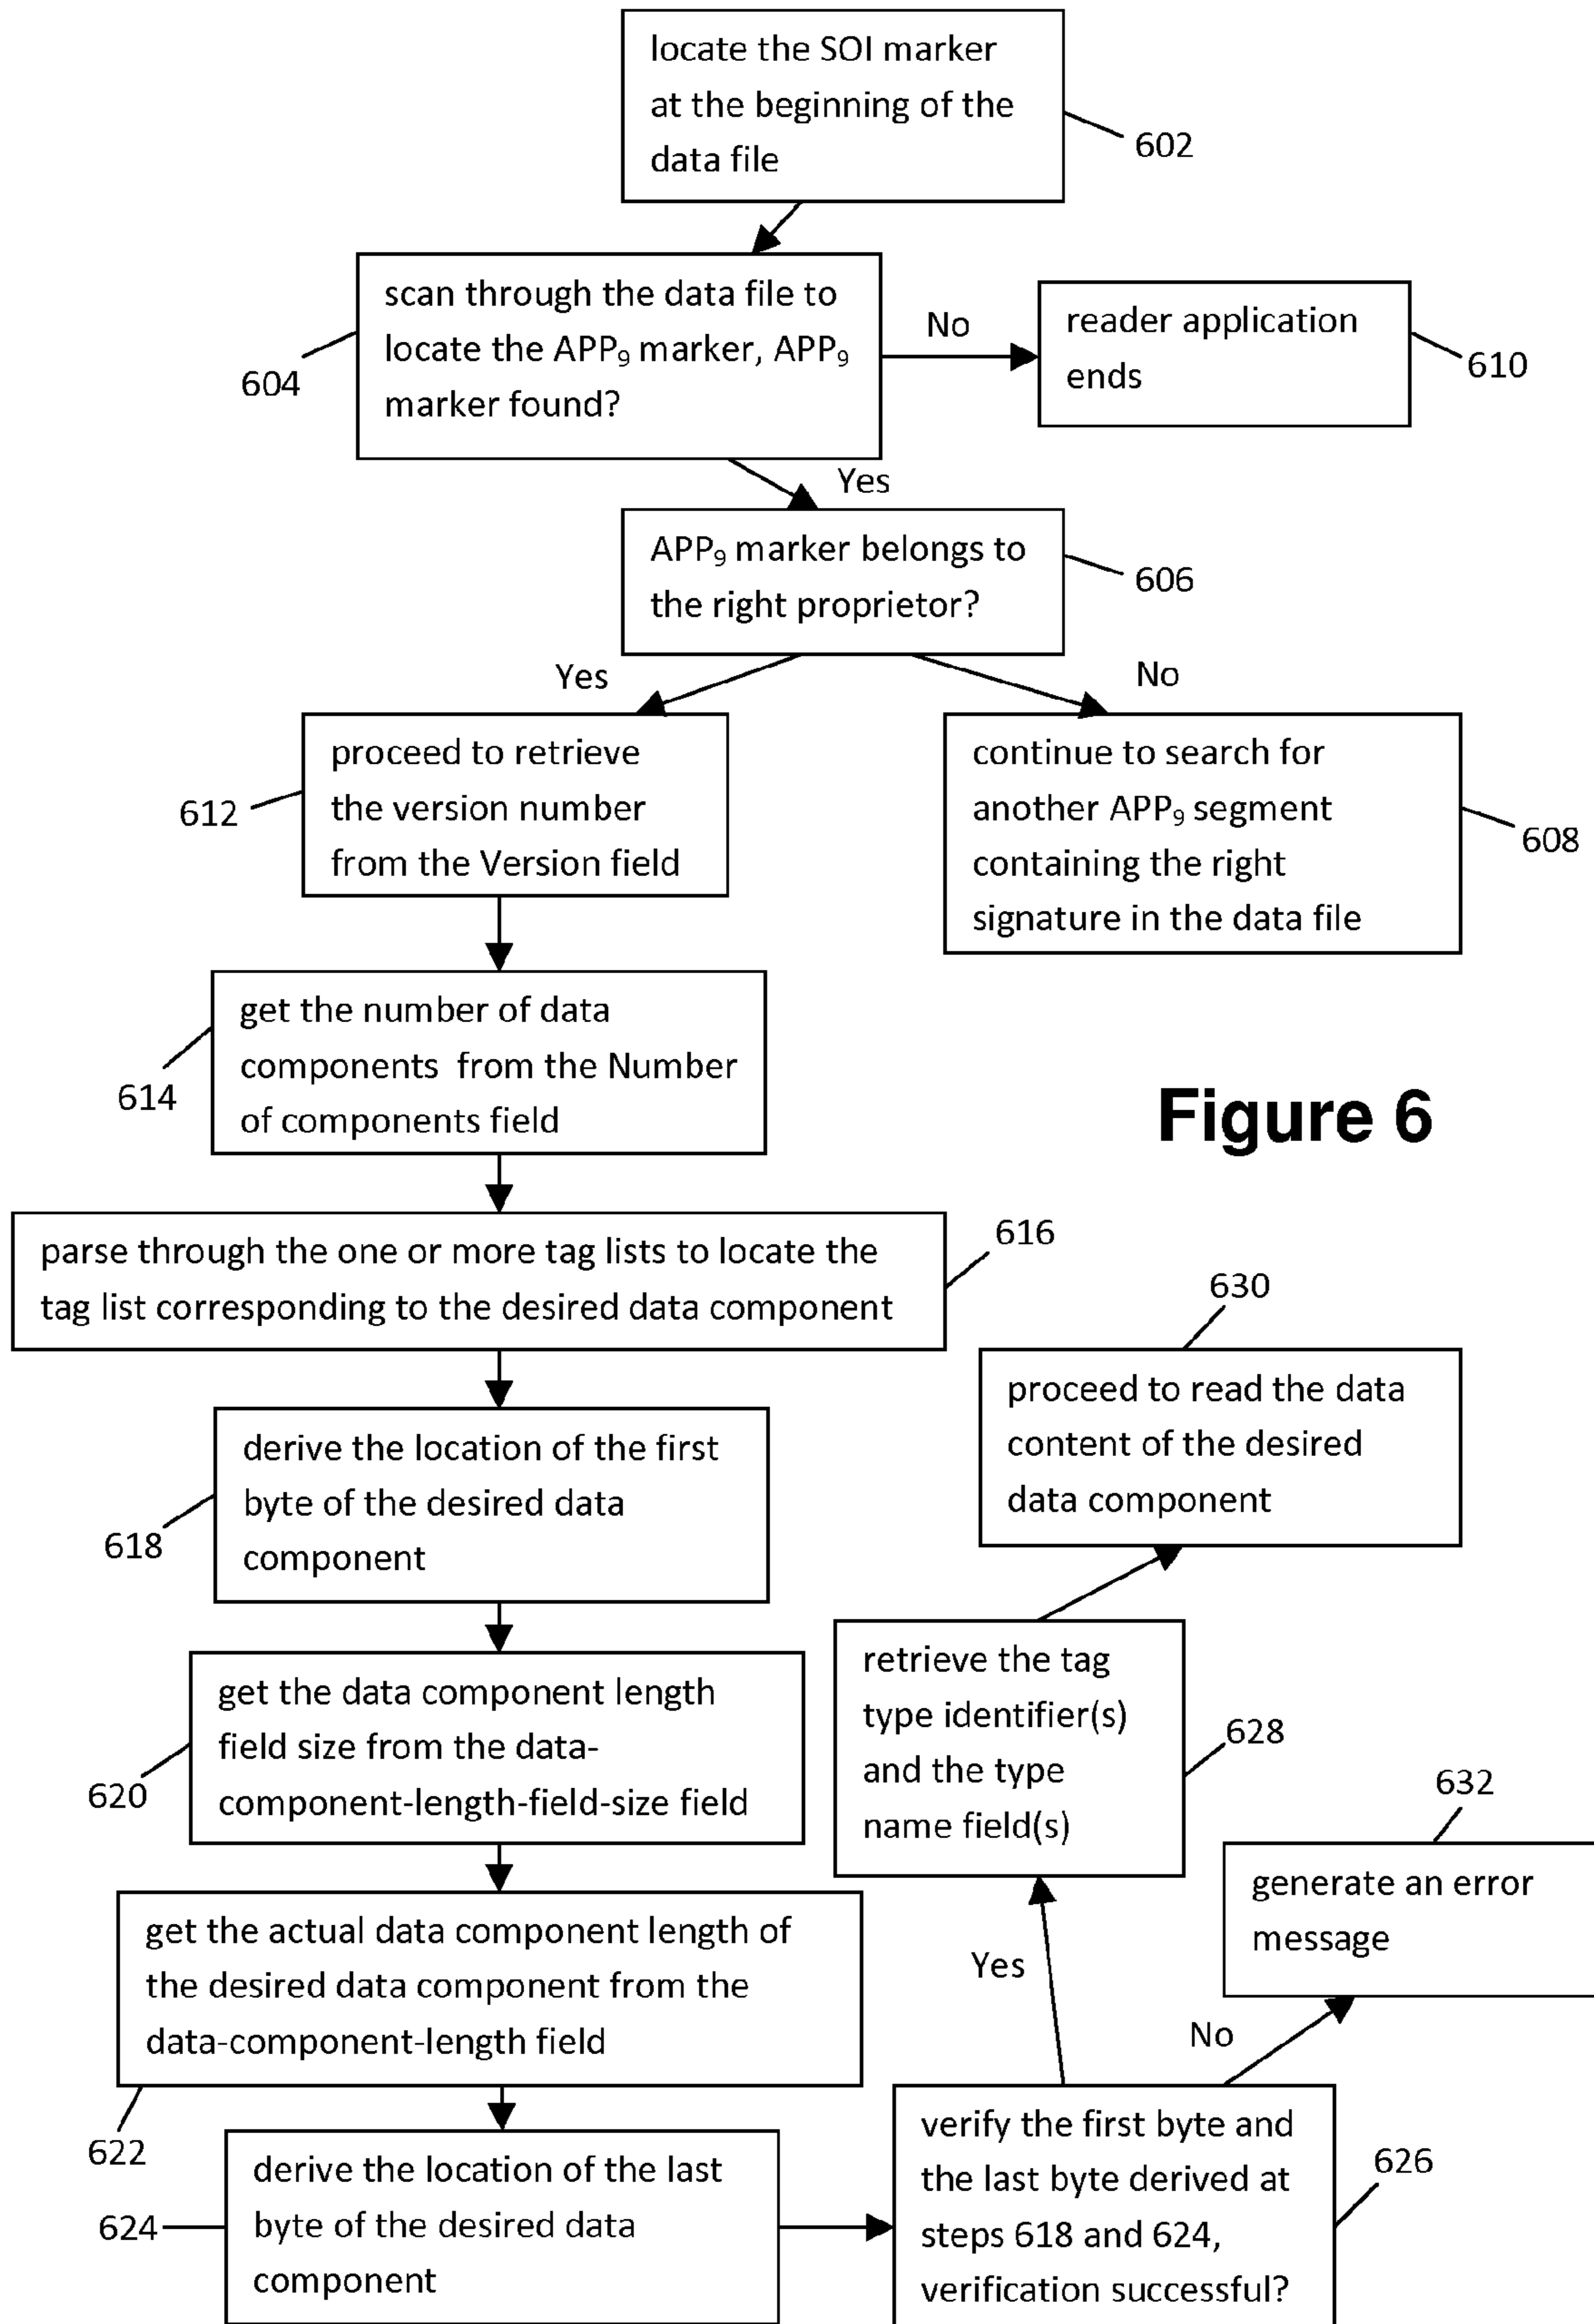 locate the SOI marker
at the beginning of the
data file
602
scan through the data file to
locate the APP₉ marker, APP₉
marker found?
604
No
reader application
ends
610
Yes
APP₉ marker belongs to
the right proprietor?
606
Yes
No
proceed to retrieve
the version number
from the Version field
612
continue to search for
another APP₉ segment
containing the right
signature in the data file
608
get the number of data
components from the Number
of components field
614
Figure 6
parse through the one or more tag lists to locate the
tag list corresponding to the desired data component
616
derive the location of the first
byte of the desired data
component
618
630
proceed to read the data
content of the desired
data component
get the data component length
field size from the data-
component-length-field-size field
620
retrieve the tag
type identifier(s)
and the type
name field(s)
628
632
generate an error
message
get the actual data component length of
the desired data component from the
data-component-length field
622
Yes
No
derive the location of the last
byte of the desired data
component
624
verify the first byte and
the last byte derived at
steps 618 and 624,
verification successful?
626